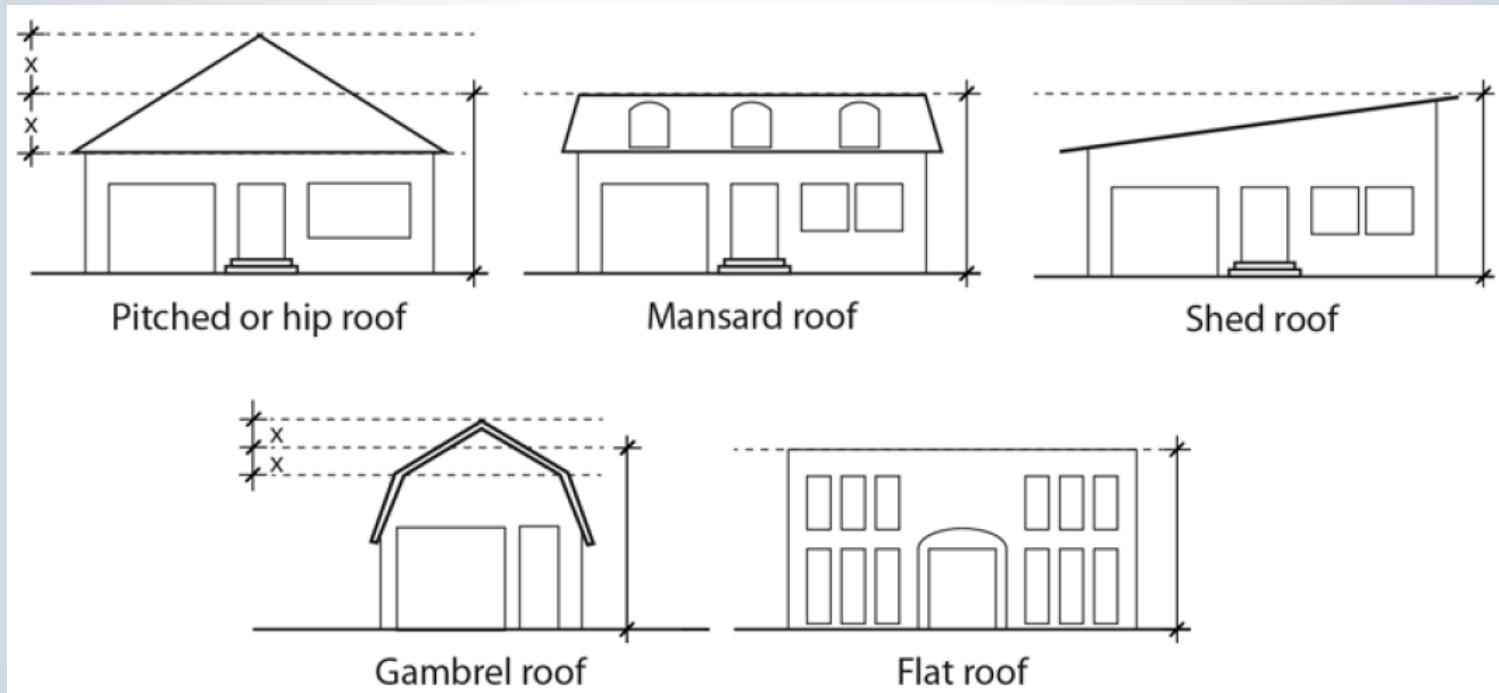 x
x
Pitched or hip roof
Mansard roof
Shed roof
x
x
Gambrel roof
Flat roof